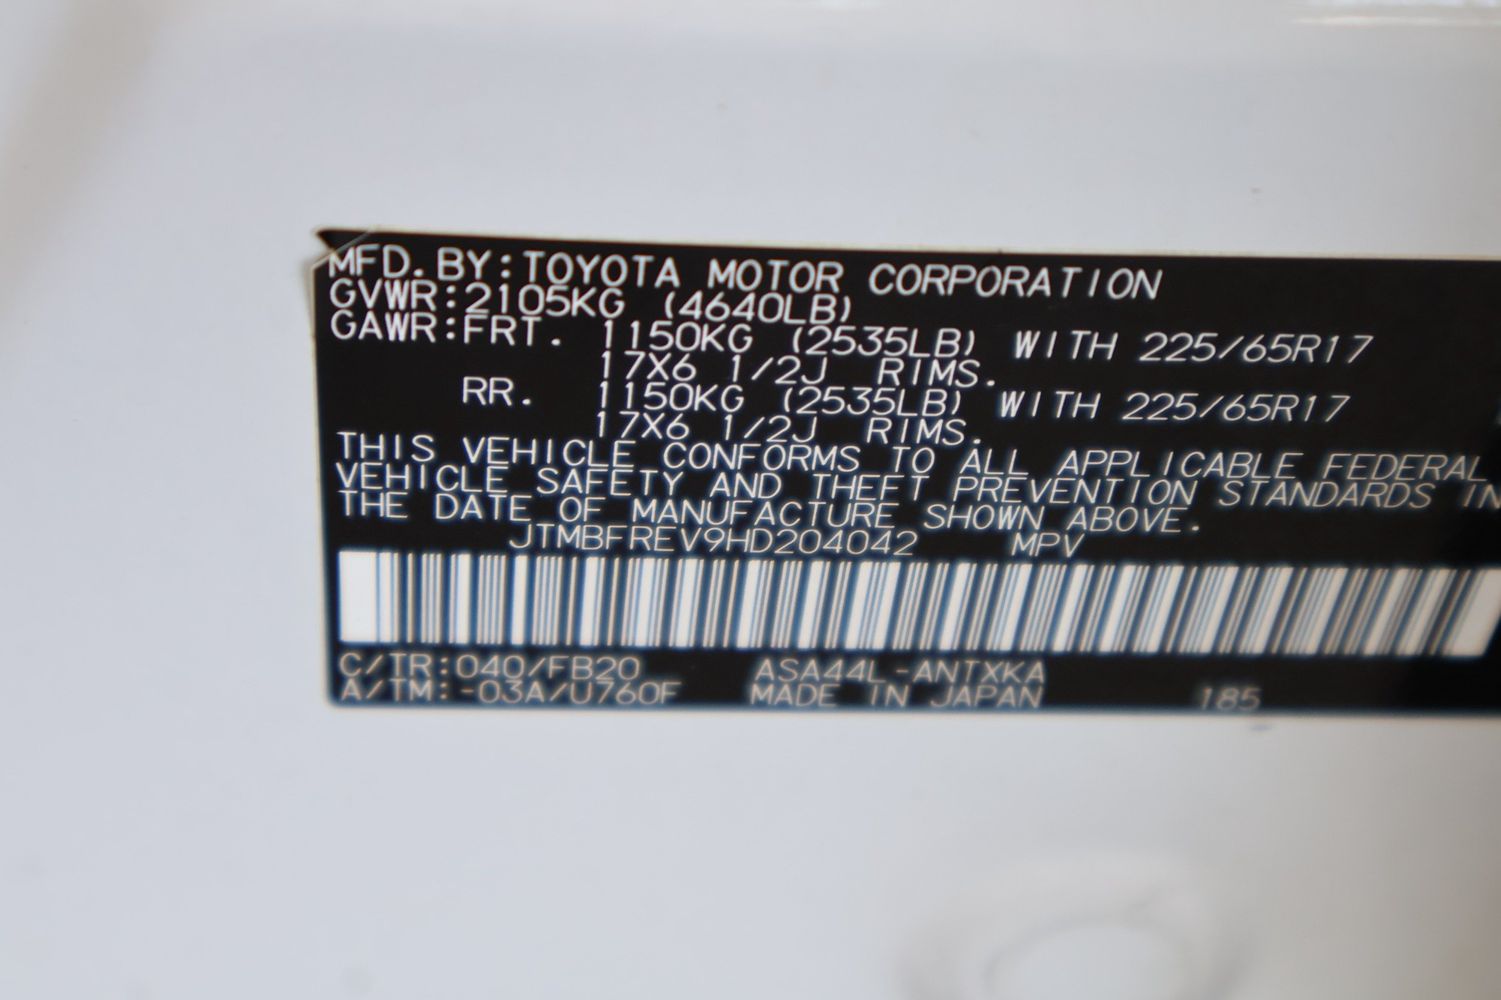 MFD. BY: TOYOTA MOTOR CORPORATION
GVWR: 2105KG (4640LB)
GAWR: FRT. 1150KG (2535LB) WITH 225/65R17
17X6 1/2J RIMS.
RR. 1150KG (2535LB) WITH 225/65R17
17X6 1/2J RIMS.
THIS VEHICLE CONFORMS TO ALL APPLICABLE FEDERAL
VEHICLE SAFETY AND THEFT PREVENTION STANDARDS IN
THE DATE OF MANUFACTURE SHOWN ABOVE.
JTMBFREV9HD204042 MPV
C/TR: 040/FB20 ASA44L-ANTXKA
A/TM: -03A/U760F MADE IN JAPAN 185